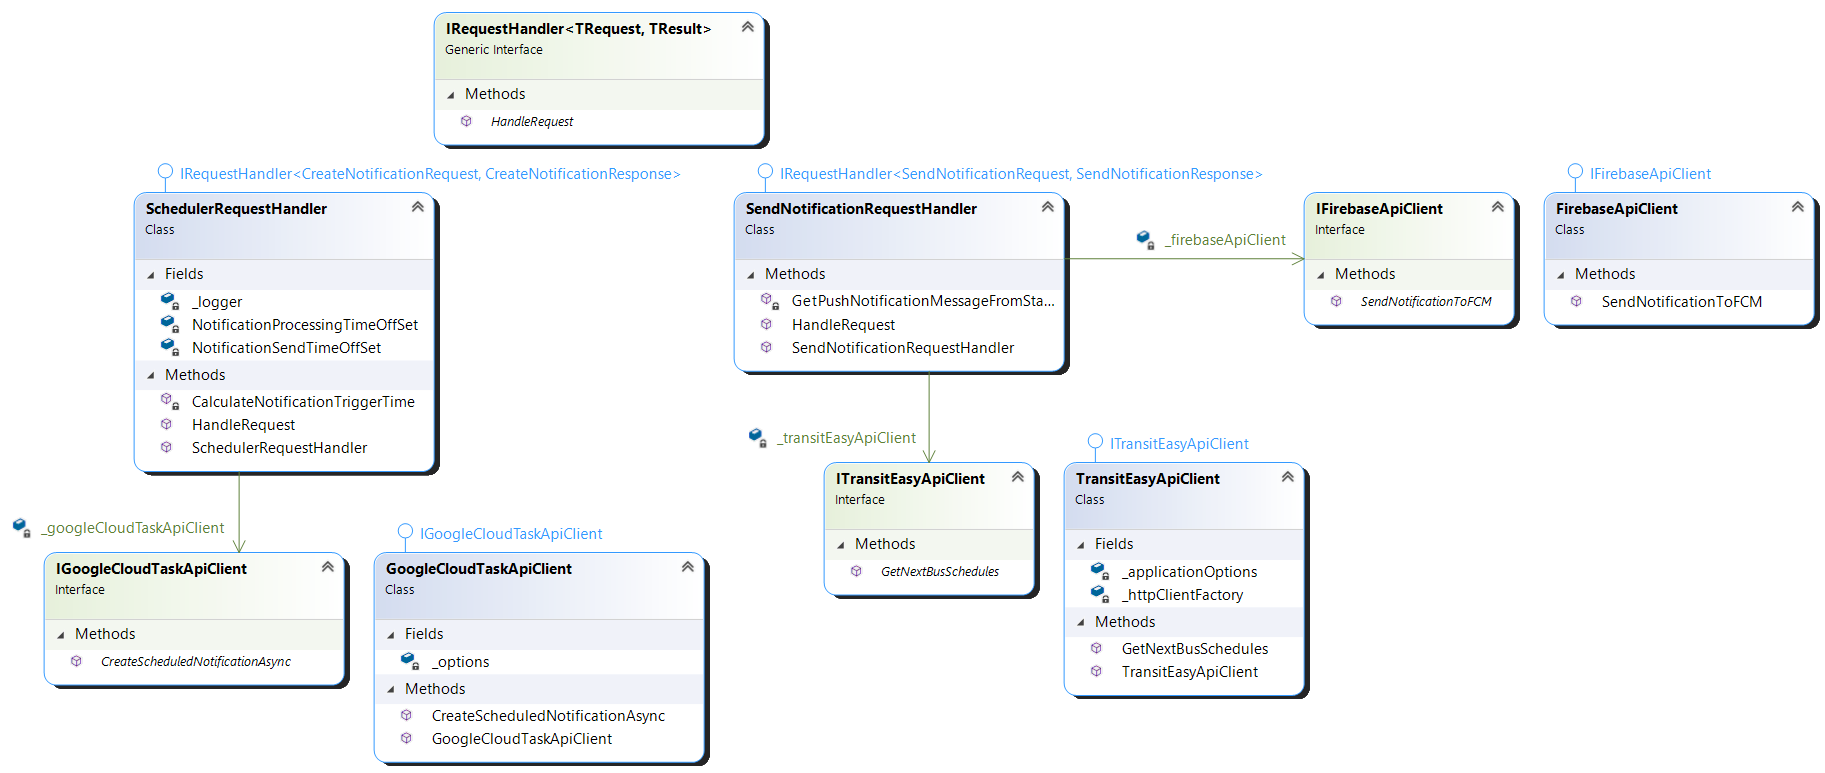 IRequestHandler<TRequest, TResult>
Generic Interface
Methods
HandleRequest
IRequestHandler<CreateNotificationRequest, CreateNotificationResponse>
SchedulerRequestHandler
Class
Fields
_logger
NotificationProcessingTimeOffSet
NotificationSendTimeOffSet
Methods
CalculateNotificationTriggerTime
HandleRequest
SchedulerRequestHandler
IRequestHandler<SendNotificationRequest, SendNotificationResponse>
SendNotificationRequestHandler
Class
Methods
GetPushNotificationMessageFromSta...
HandleRequest
SendNotificationRequestHandler
_firebaseApiClient
IFirebaseApiClient
Interface
Methods
SendNotificationToFCM
IFirebaseApiClient
FirebaseApiClient
Class
Methods
SendNotificationToFCM
_googleCloudTaskApiClient
IGoogleCloudTaskApiClient
Interface
Methods
CreateScheduledNotificationAsync
IGoogleCloudTaskApiClient
GoogleCloudTaskApiClient
Class
Fields
_options
Methods
CreateScheduledNotificationAsync
GoogleCloudTaskApiClient
_transitEasyApiClient
ITransitEasyApiClient
Interface
Methods
GetNextBusSchedules
ITransitEasyApiClient
TransitEasyApiClient
Class
Fields
_applicationOptions
_httpClientFactory
Methods
GetNextBusSchedules
TransitEasyApiClient